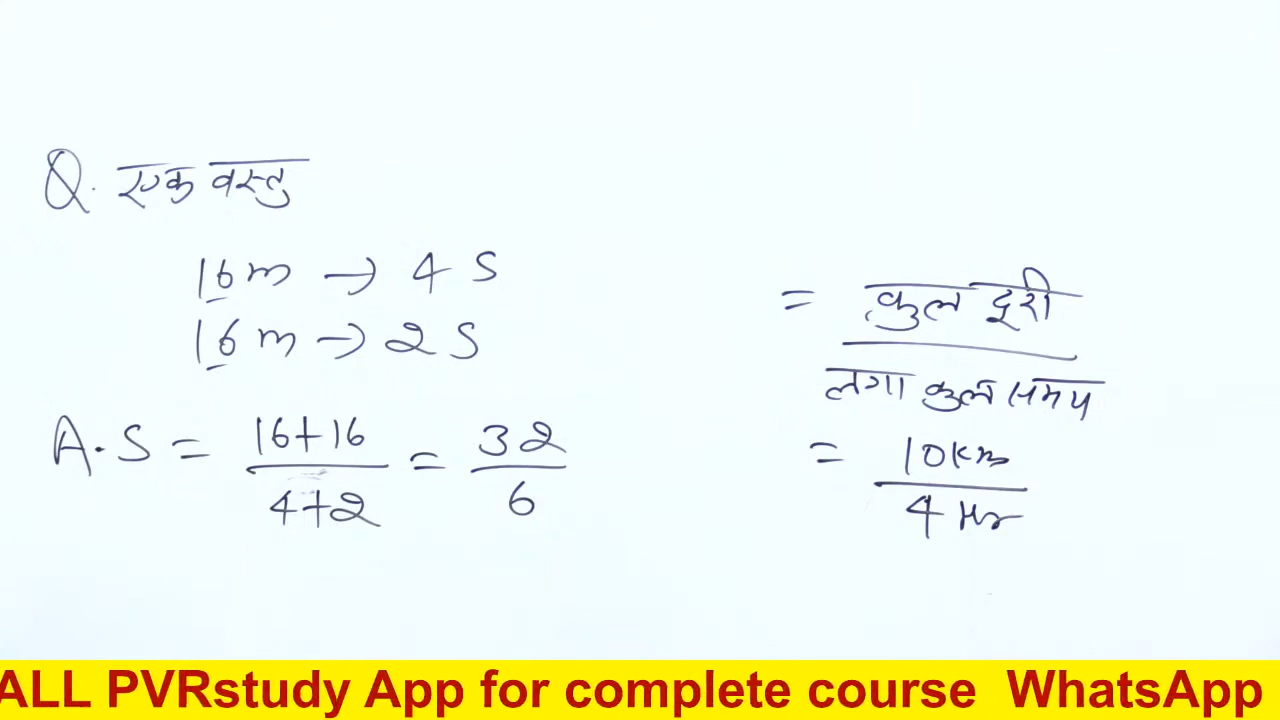 Q. एक वस्तु
16m → 4 S
16m → 2 S
A.S = 16+16 / 4+2 = 32 / 6
= कुल दूरी
लगा कुल समय
= 10km / 4 Hr
ALL PVRstudy App for complete course WhatsApp